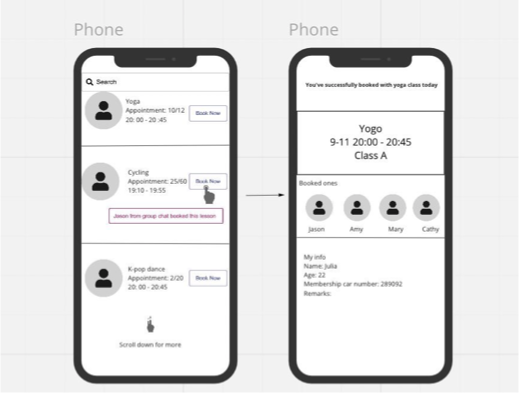 Phone
Search
Yoga
Appointment: 10/12
20: 00 - 20 :45
Book Now
Cycling
Appointment: 25/60
19:10 - 19:55
Book Now
Jason from group chat booked this lesson
K-pop dance
Appointment: 2/20
20: 00 - 20:45
Book Now
Scroll down for more
Phone
You've successfully booked with yoga class today
Yogo
9-11 20:00 - 20:45
Class A
Booked ones
Jason Amy Mary Cathy
My info
Name: Julia
Age: 22
Membership car number: 289092
Remarks: